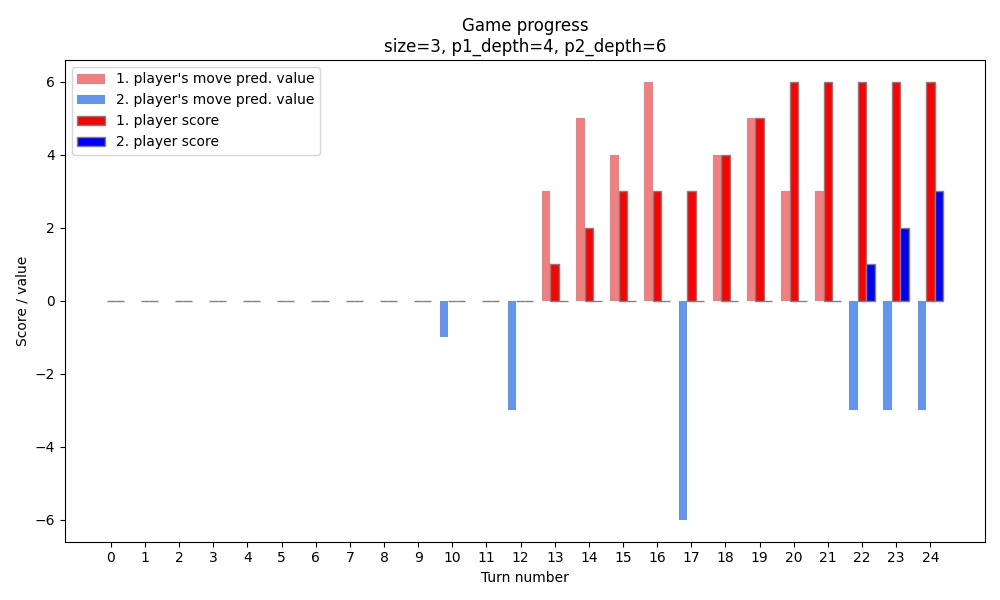 Game progress
size=3, p1_depth=4, p2_depth=6
1. player's move pred. value
2. player's move pred. value
1. player score
2. player score
Score / value
6
4
2
0
−2
−4
−6
0 1 2 3 4 5 6 7 8 9 10 11 12 13 14 15 16 17 18 19 20 21 22 23 24
Turn number